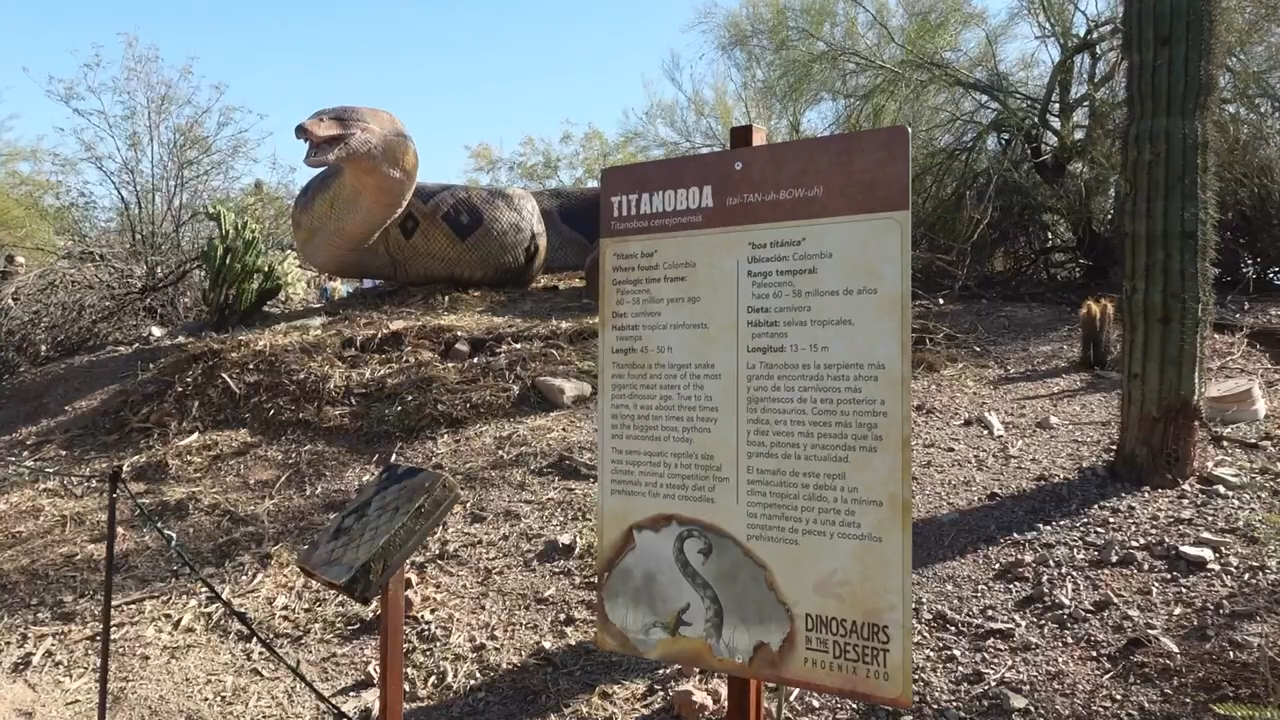 TITANOBOA (tai-TAN-uh-BOW-uh)
Titanoboa cerrejonensis
"titanic boa"
Where found: Colombia
Geologic time frame:
Paleocene,
60 – 58 million years ago
Diet: carnivore
Habitat: tropical rainforests,
swamps
Length: 45 – 50 ft
Titanoboa is the largest snake
ever found and one of the most
gigantic meat eaters of the
post-dinosaur age. True to its
name, it was about three times
as long and ten times as heavy
as the biggest boas, pythons
and anacondas of today.
The semi-aquatic reptile's size
was supported by a hot tropical
climate, minimal competition from
mammals and a steady diet of
prehistoric fish and crocodiles.
"boa titánica"
Ubicación: Colombia
Rango temporal:
Paleoceno,
hace 60 – 58 millones de años
Dieta: carnívora
Hábitat: selvas tropicales,
pantanos
Longitud: 13 – 15 m
La Titanoboa es la serpiente más
grande encontrada hasta ahora
y uno de los carnívoros más
gigantescos de la era posterior a
los dinosaurios. Como su nombre
indica, era tres veces más larga
y diez veces más pesada que las
boas, pitones y anacondas más
grandes de la actualidad.
El tamaño de este reptil
semiacuático se debía a un
clima tropical cálido, a la mínima
competencia por parte de
los mamíferos y a una dieta
constante de peces y cocodrilos
prehistóricos.
DINOSAURS
IN THE DESERT
PHOENIX ZOO